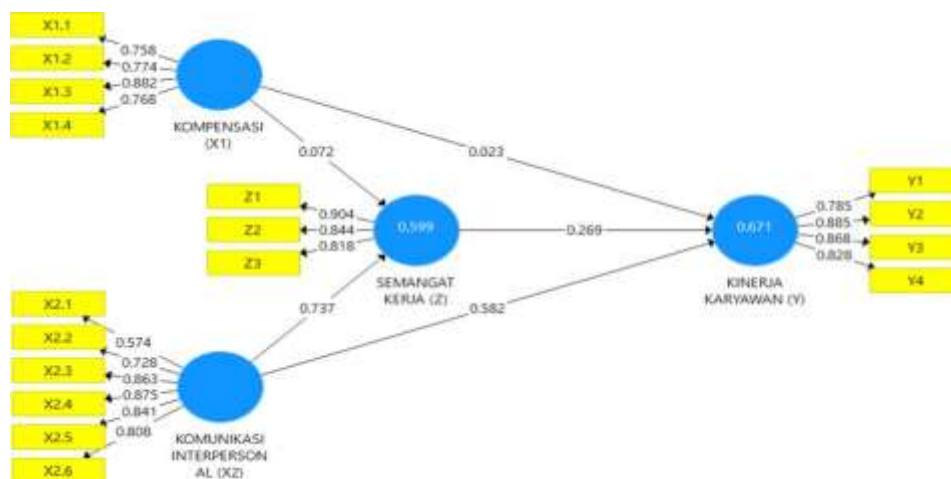 X1.1
X1.2
X1.3
X1.4
0.758
0.774
0.882
0.768
KOMPENSASI
(X1)
0.072
0.023
Z1
Z2
Z3
0.904
0.844
0.818
0.599
SEMANGAT
KERJA (Z)
0.269
0.671
KINERJA
KARYAWAN (Y)
0.785
0.885
0.868
0.828
Y1
Y2
Y3
Y4
0.737
0.582
X2.1
X2.2
X2.3
X2.4
X2.5
X2.6
0.574
0.728
0.863
0.875
0.841
0.808
KOMUNIKASI
INTERPERSON
AL (X2)